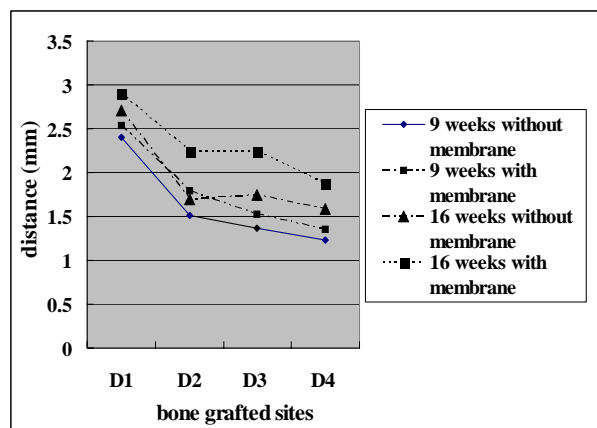 3.5
3
2.5
2
1.5
1
0.5
0
distance (mm)
D1 D2 D3 D4
bone grafted sites
9 weeks without
membrane
9 weeks with
membrane
16 weeks without
membrane
16 weeks with
membrane